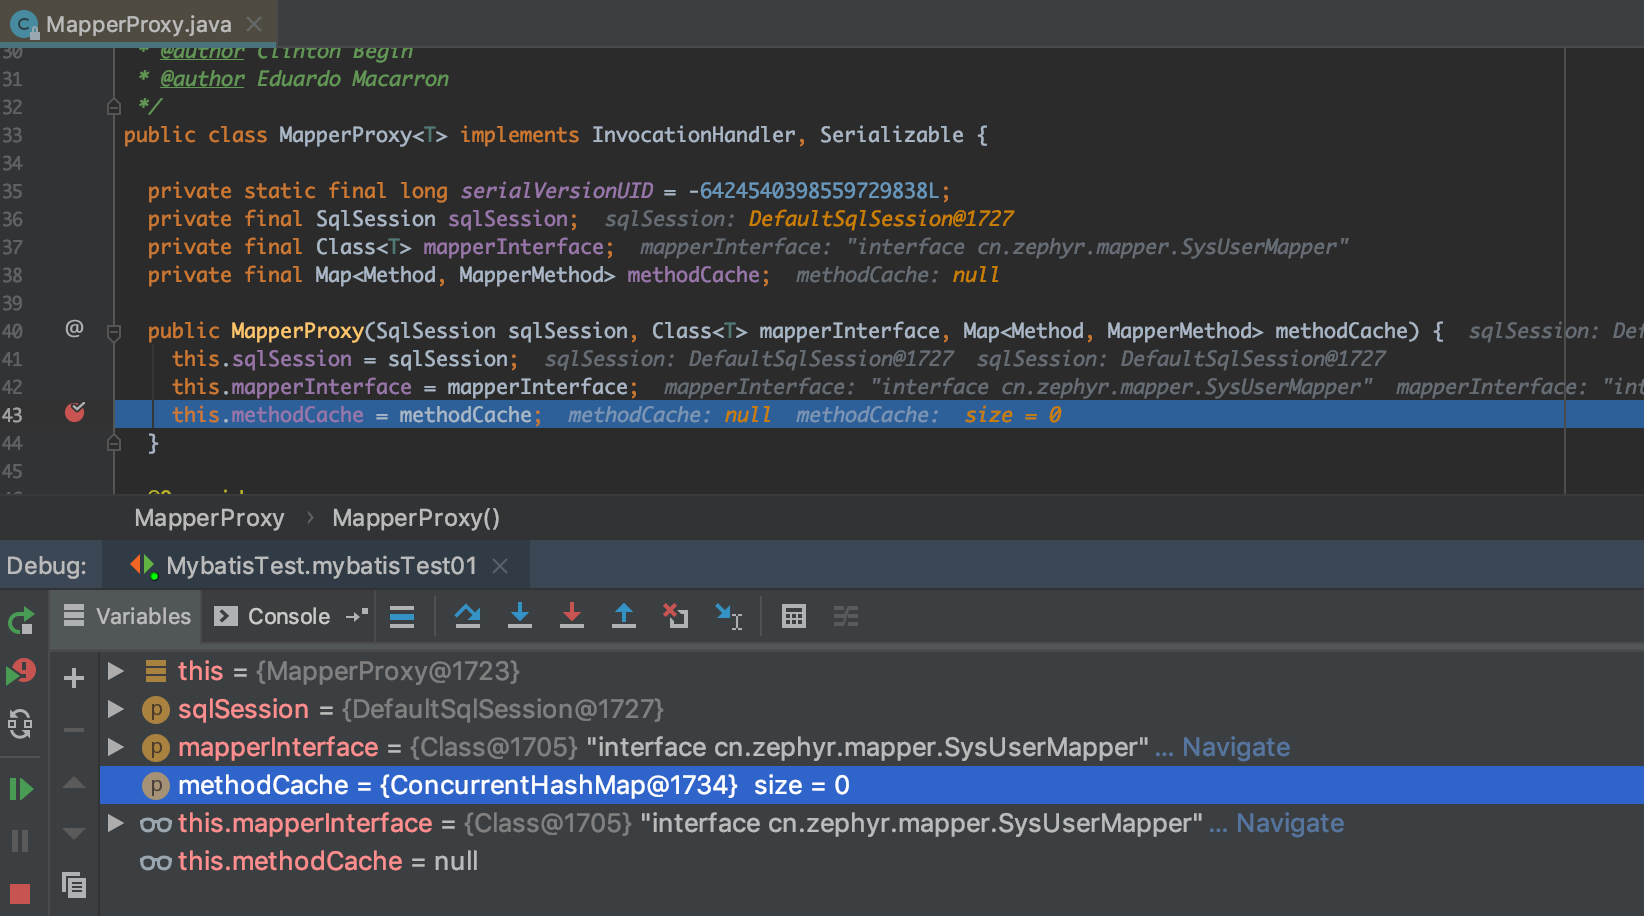 MapperProxy.java
30 * @author Clinton Begin
31 * @author Eduardo Macarron
32 */
33 public class MapperProxy<T> implements InvocationHandler, Serializable {
34
35 private static final long serialVersionUID = -6424540398559729838L;
36 private final SqlSession sqlSession; sqlSession: DefaultSqlSession@1727
37 private final Class<T> mapperInterface; mapperInterface: "interface cn.zephyr.mapper.SysUserMapper"
38 private final Map<Method, MapperMethod> methodCache; methodCache: null
39
40 @ public MapperProxy(SqlSession sqlSession, Class<T> mapperInterface, Map<Method, MapperMethod> methodCache) { sqlSession: Def
41 this.sqlSession = sqlSession; sqlSession: DefaultSqlSession@1727 sqlSession: DefaultSqlSession@1727
42 this.mapperInterface = mapperInterface; mapperInterface: "interface cn.zephyr.mapper.SysUserMapper" mapperInterface: "int
43 this.methodCache = methodCache; methodCache: null methodCache: size = 0
44 }
45
MapperProxy › MapperProxy()
Debug: MybatisTest.mybatisTest01
Variables Console
this = {MapperProxy@1723}
p sqlSession = {DefaultSqlSession@1727}
p mapperInterface = {Class@1705} "interface cn.zephyr.mapper.SysUserMapper" ... Navigate
p methodCache = {ConcurrentHashMap@1734} size = 0
this.mapperInterface = {Class@1705} "interface cn.zephyr.mapper.SysUserMapper" ... Navigate
this.methodCache = null